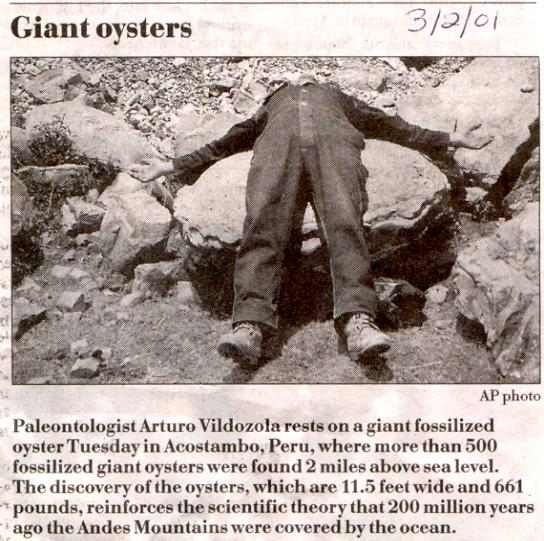 Giant oysters
3/2/01
AP photo
Paleontologist Arturo Vildozola rests on a giant fossilized
oyster Tuesday in Acostambo, Peru, where more than 500
fossilized giant oysters were found 2 miles above sea level.
The discovery of the oysters, which are 11.5 feet wide and 661
pounds, reinforces the scientific theory that 200 million years
ago the Andes Mountains were covered by the ocean.